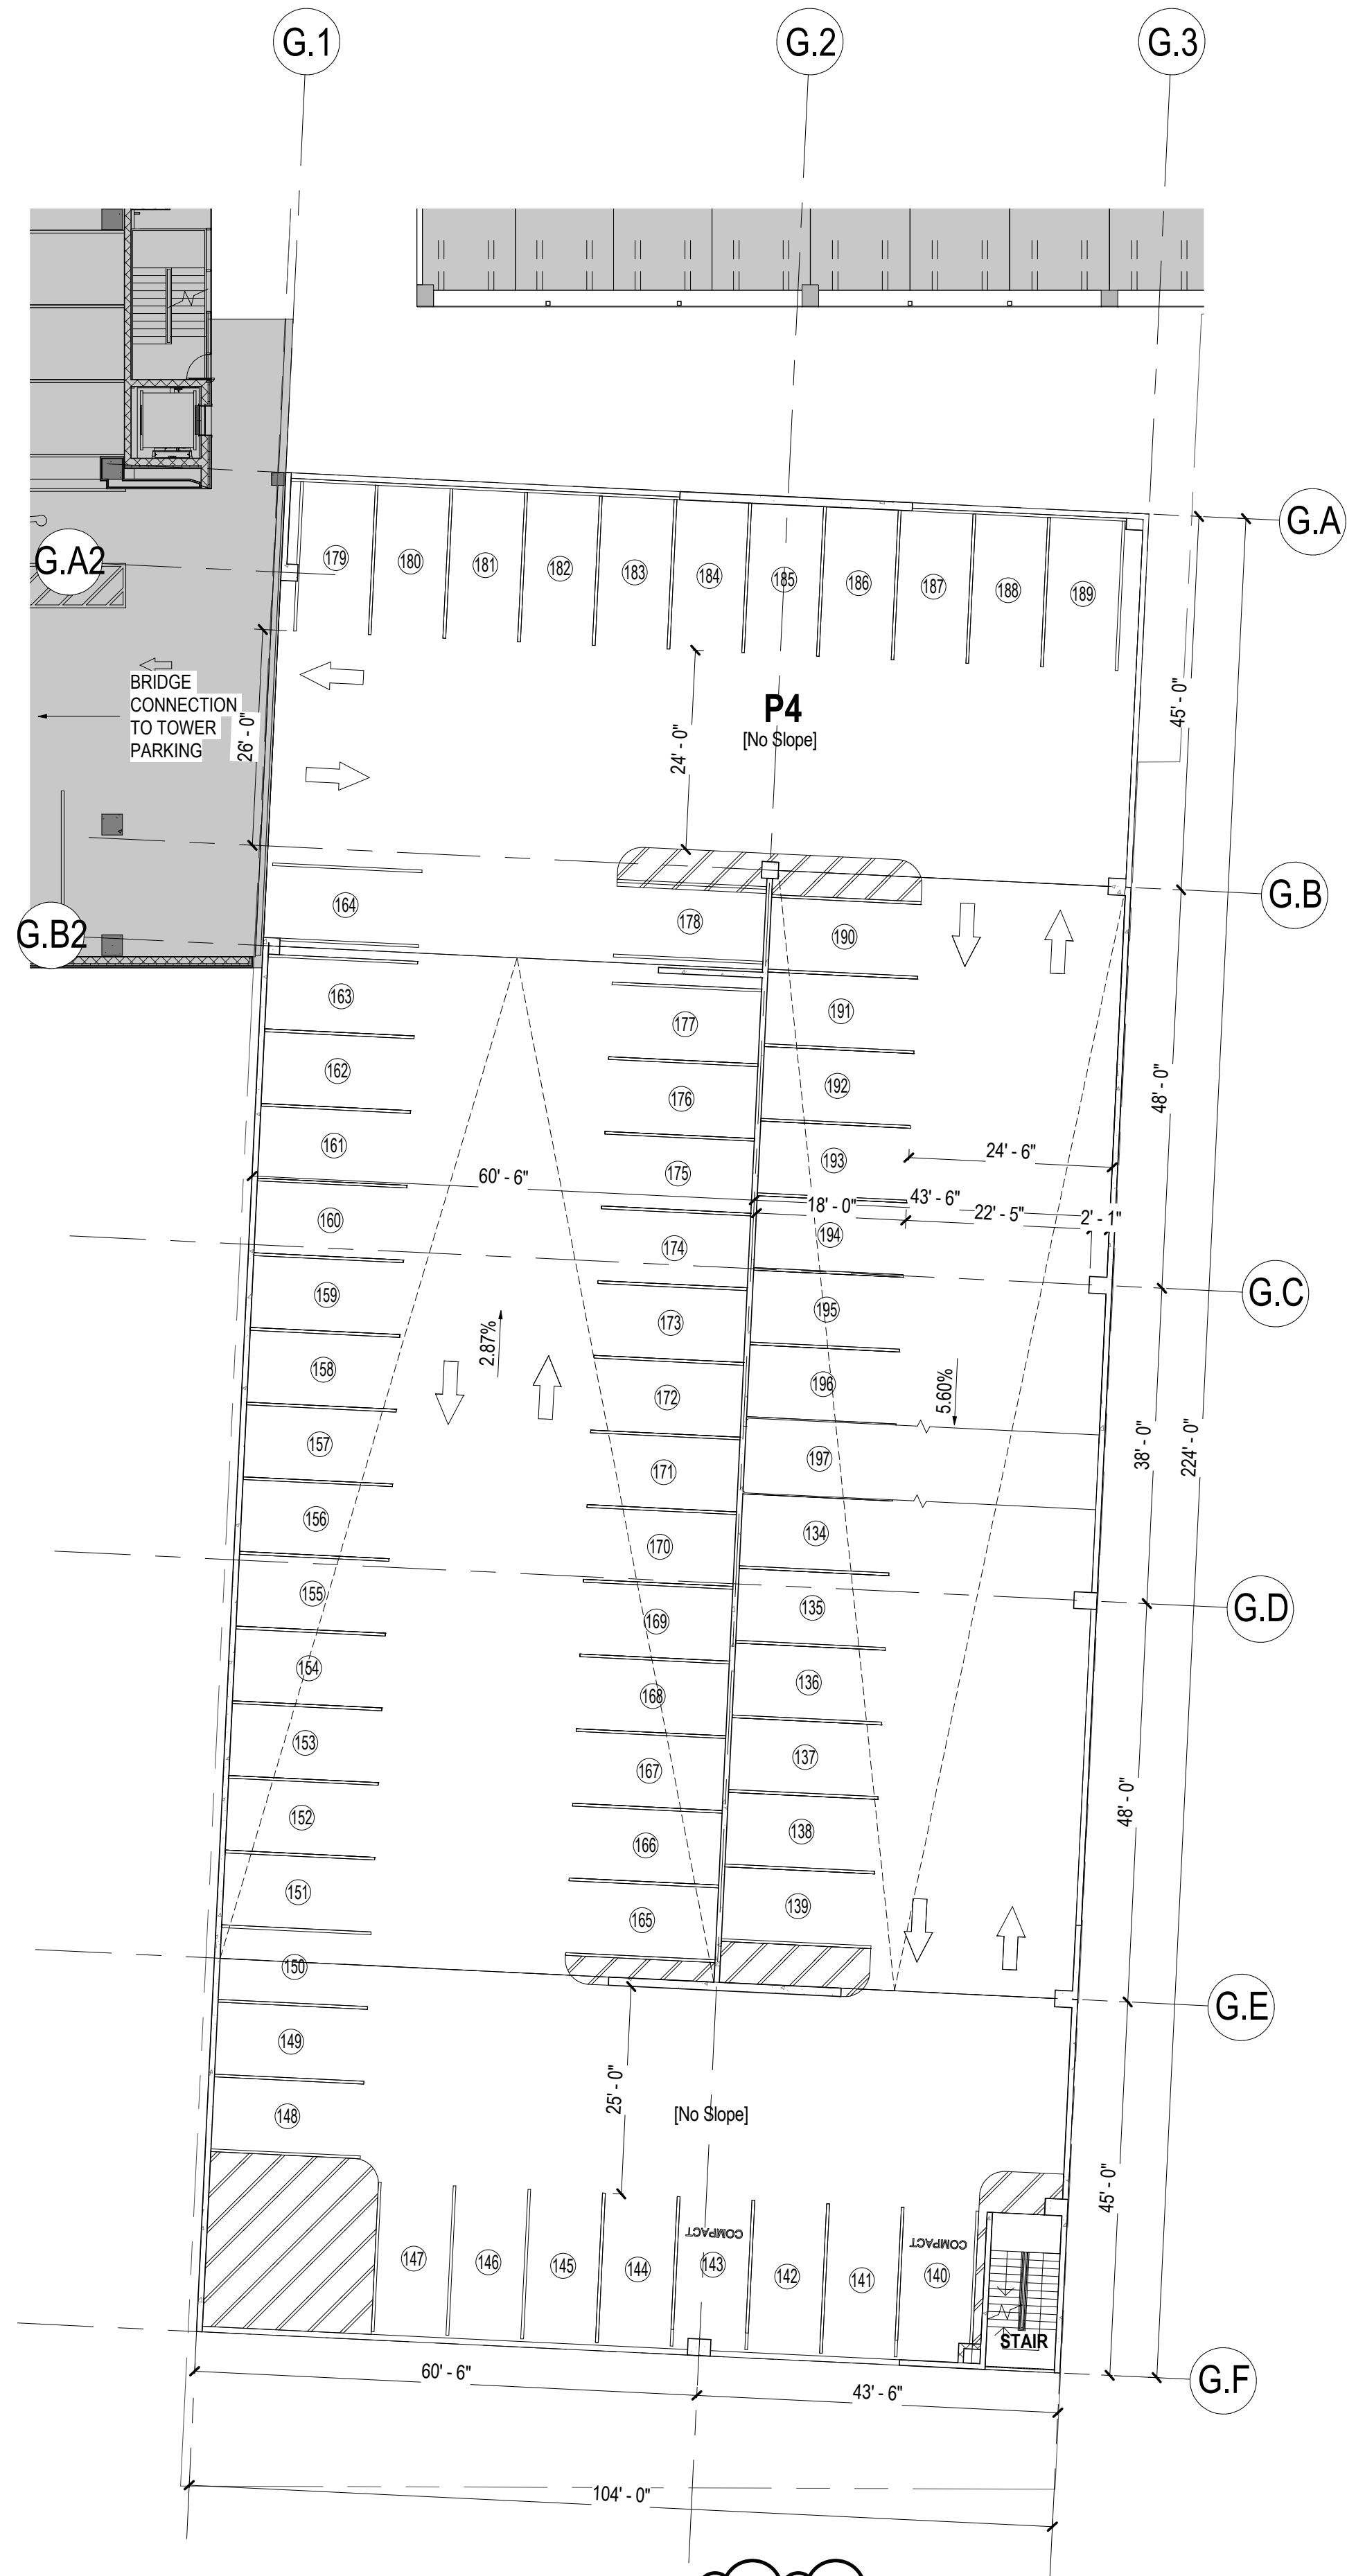 G.1
G.2
G.3
G.A
G.A2
179
180
181
182
183
184
185
186
187
188
189
BRIDGE
CONNECTION
TO TOWER
PARKING
26' - 0"
24' - 0"
P4
[No Slope]
45' - 0"
G.B
G.B2
164
178
190
163
177
191
162
176
192
161
175
193
24' - 6"
48' - 0"
60' - 6"
18' - 0"
43' - 6"
22' - 5"
2' - 1"
160
174
194
G.C
159
173
195
2.87%
158
172
196
5.60%
157
171
197
38' - 0"
224' - 0"
156
170
134
155
169
135
G.D
154
168
136
153
167
137
152
166
138
48' - 0"
151
165
139
150
G.E
149
25' - 0"
148
[No Slope]
45' - 0"
COMPACT
COMPACT
147
146
145
144
143
142
141
140
STAIR
60' - 6"
43' - 6"
G.F
104' - 0"